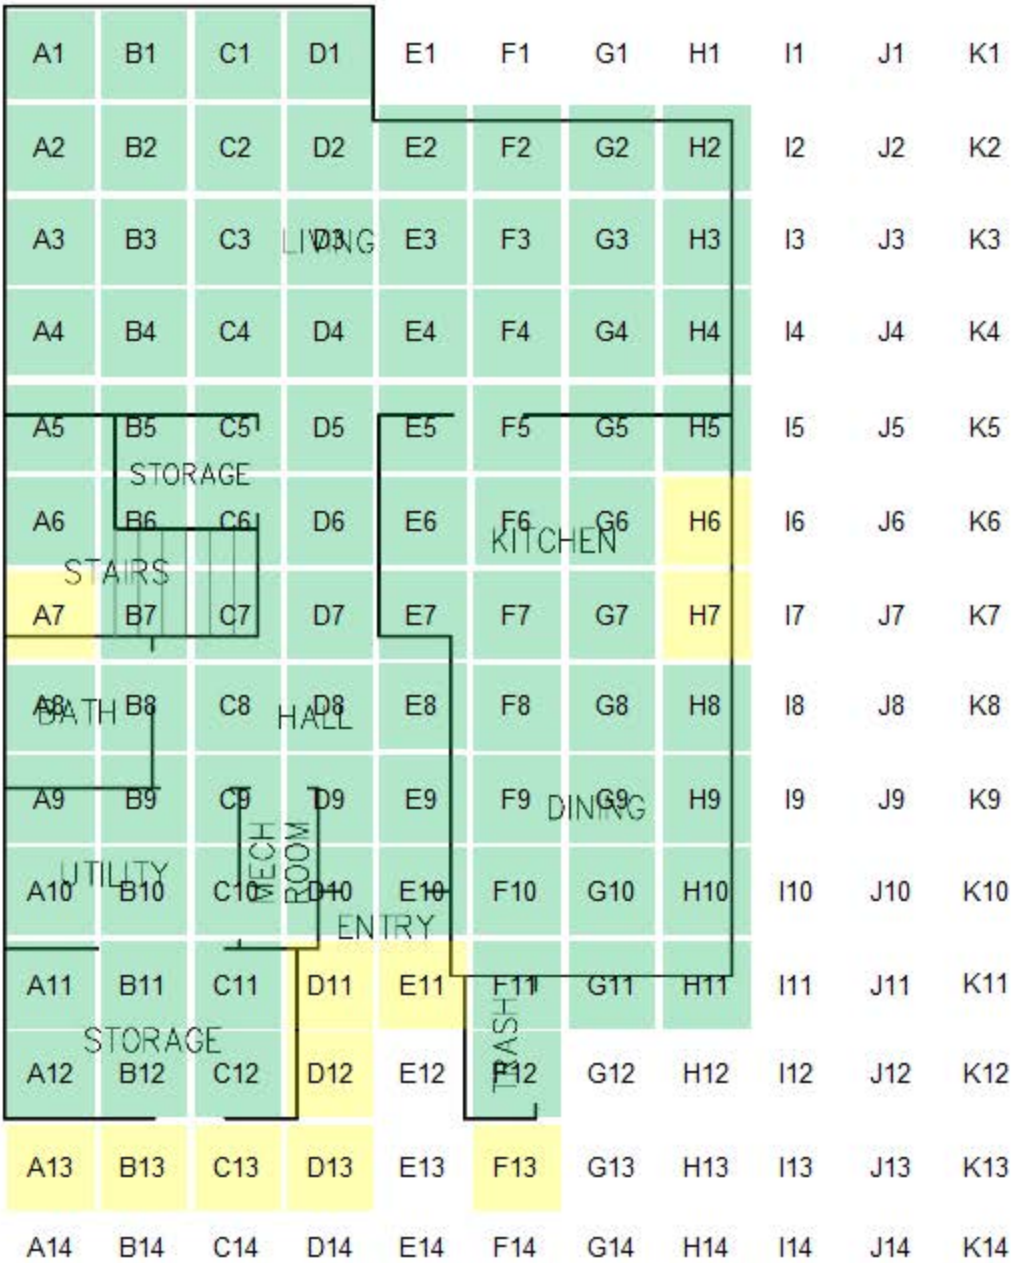 A1 B1 C1 D1 E1 F1 G1 H1 I1 J1 K1
A2 B2 C2 D2 E2 F2 G2 H2 I2 J2 K2
A3 B3 C3 D3 E3 F3 G3 H3 I3 J3 K3
LIVING
A4 B4 C4 D4 E4 F4 G4 H4 I4 J4 K4
A5 B5 C5 D5 E5 F5 G5 H5 I5 J5 K5
STORAGE
A6 B6 C6 D6 E6 F6 G6 H6 I6 J6 K6
KITCHEN
STAIRS
A7 B7 C7 D7 E7 F7 G7 H7 I7 J7 K7
A8 B8 C8 D8 E8 F8 G8 H8 I8 J8 K8
BATH HALL
A9 B9 C9 D9 E9 F9 G9 H9 I9 J9 K9
DINING
MECH
ROOM
UTILITY
A10 B10 C10 D10 E10 F10 G10 H10 I10 J10 K10
ENTRY
A11 B11 C11 D11 E11 F11 G11 H11 I11 J11 K11
STORAGE
TRASH
A12 B12 C12 D12 E12 F12 G12 H12 I12 J12 K12
A13 B13 C13 D13 E13 F13 G13 H13 I13 J13 K13
A14 B14 C14 D14 E14 F14 G14 H14 I14 J14 K14